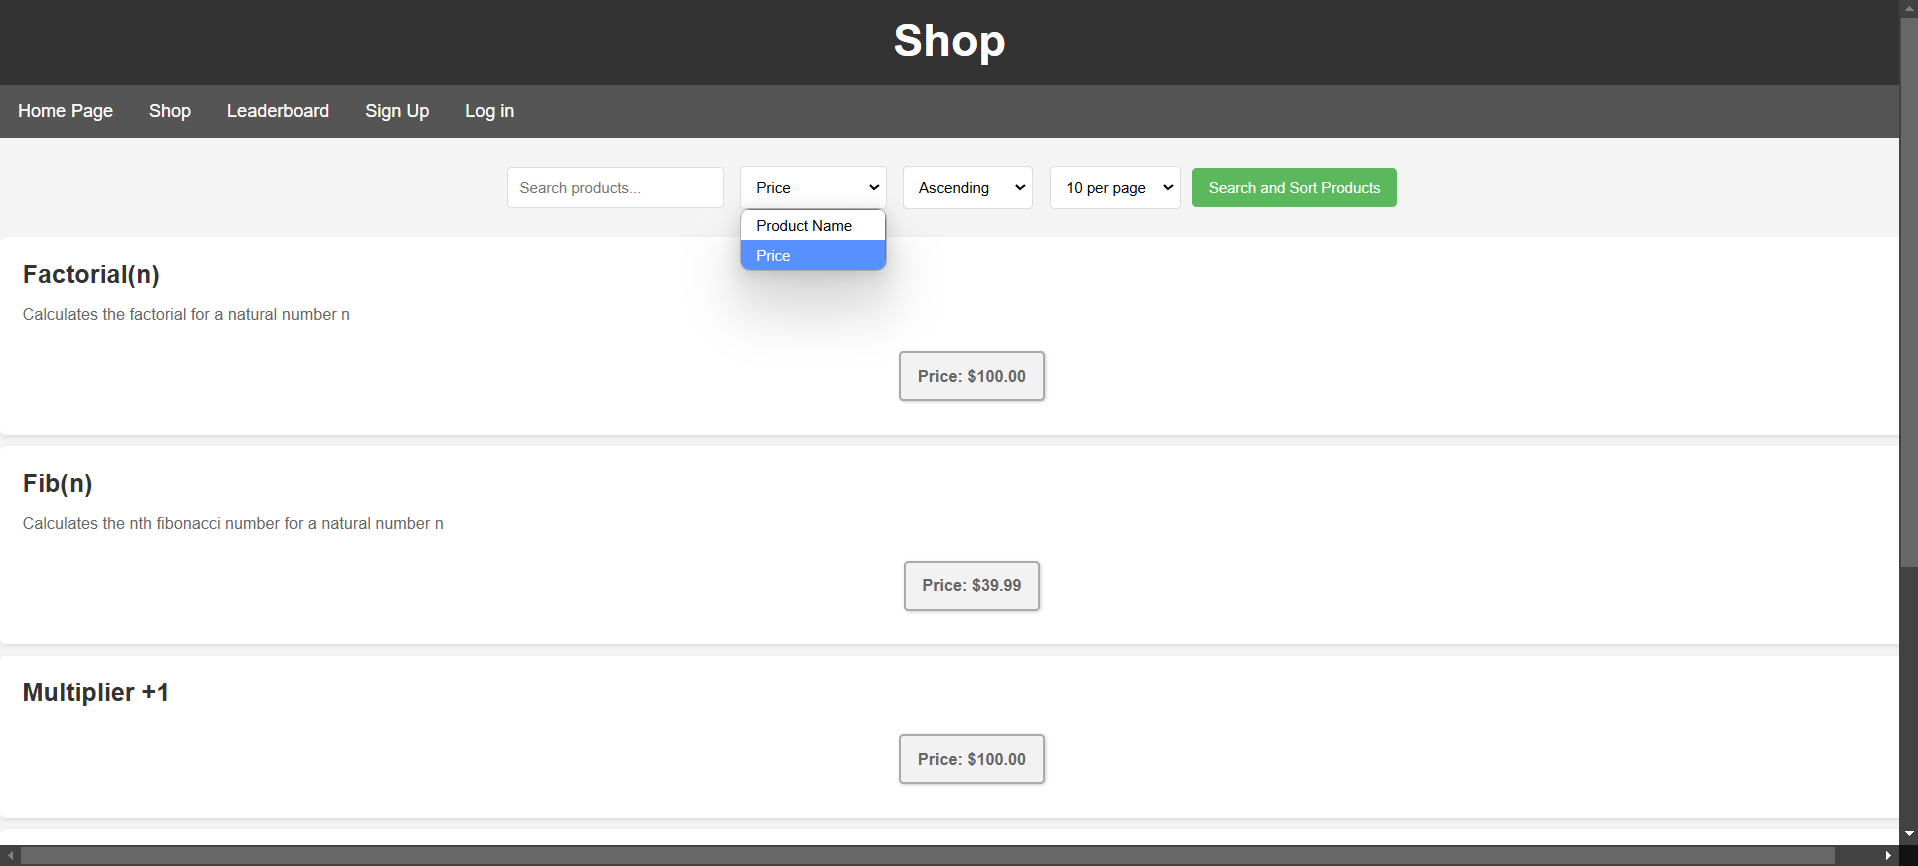 Shop
Home Page Shop Leaderboard Sign Up Log in
Search products... Price Ascending 10 per page Search and Sort Products
Product Name
Price
Factorial(n)
Calculates the factorial for a natural number n
Price: $100.00
Fib(n)
Calculates the nth fibonacci number for a natural number n
Price: $39.99
Multiplier +1
Price: $100.00